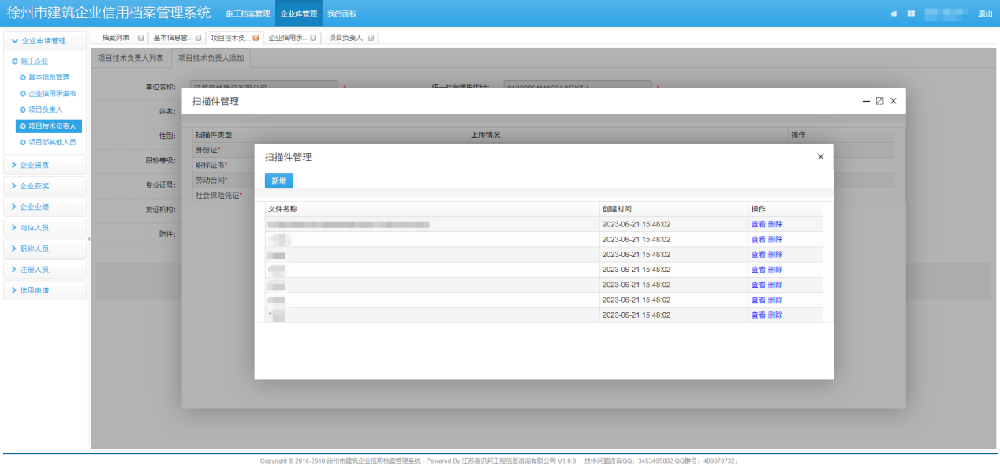 徐州市建筑企业信用档案管理系统 施工档案管理 企业库管理 我的面板 退出
企业申请管理
施工企业
基本信息管理
企业信用承诺书
项目负责人
项目技术负责人
项目部其他人员
企业资质
企业获奖
企业业绩
岗位人员
职称人员
注册人员
信用申请
档案列表 基本信息管... 项目技术负... 企业信用承... 项目负责人
项目技术负责人列表 项目技术负责人添加
单位名称: * 统一社会信用代码: *
姓名:
性别:
职称等级:
专业证号:
发证机构:
附件:
扫描件管理
扫描件类型 上传情况 操作
身份证*
职称证书*
劳动合同*
社会保险凭证*
扫描件管理
新增
文件名称 创建时间 操作
2023-06-21 15:48:02 查看 删除
2023-06-21 15:48:02 查看 删除
2023-06-21 15:48:02 查看 删除
2023-06-21 15:48:02 查看 删除
2023-06-21 15:48:02 查看 删除
2023-06-21 15:48:02 查看 删除
2023-06-21 15:48:02 查看 删除
Copyright © 2016-2018 徐州市建筑企业信用档案管理系统 - Powered By 江苏易讯邦工程信息咨询有限公司 V1.0.0 技术问题咨询QQ：3453495002,QQ群号：489070732;